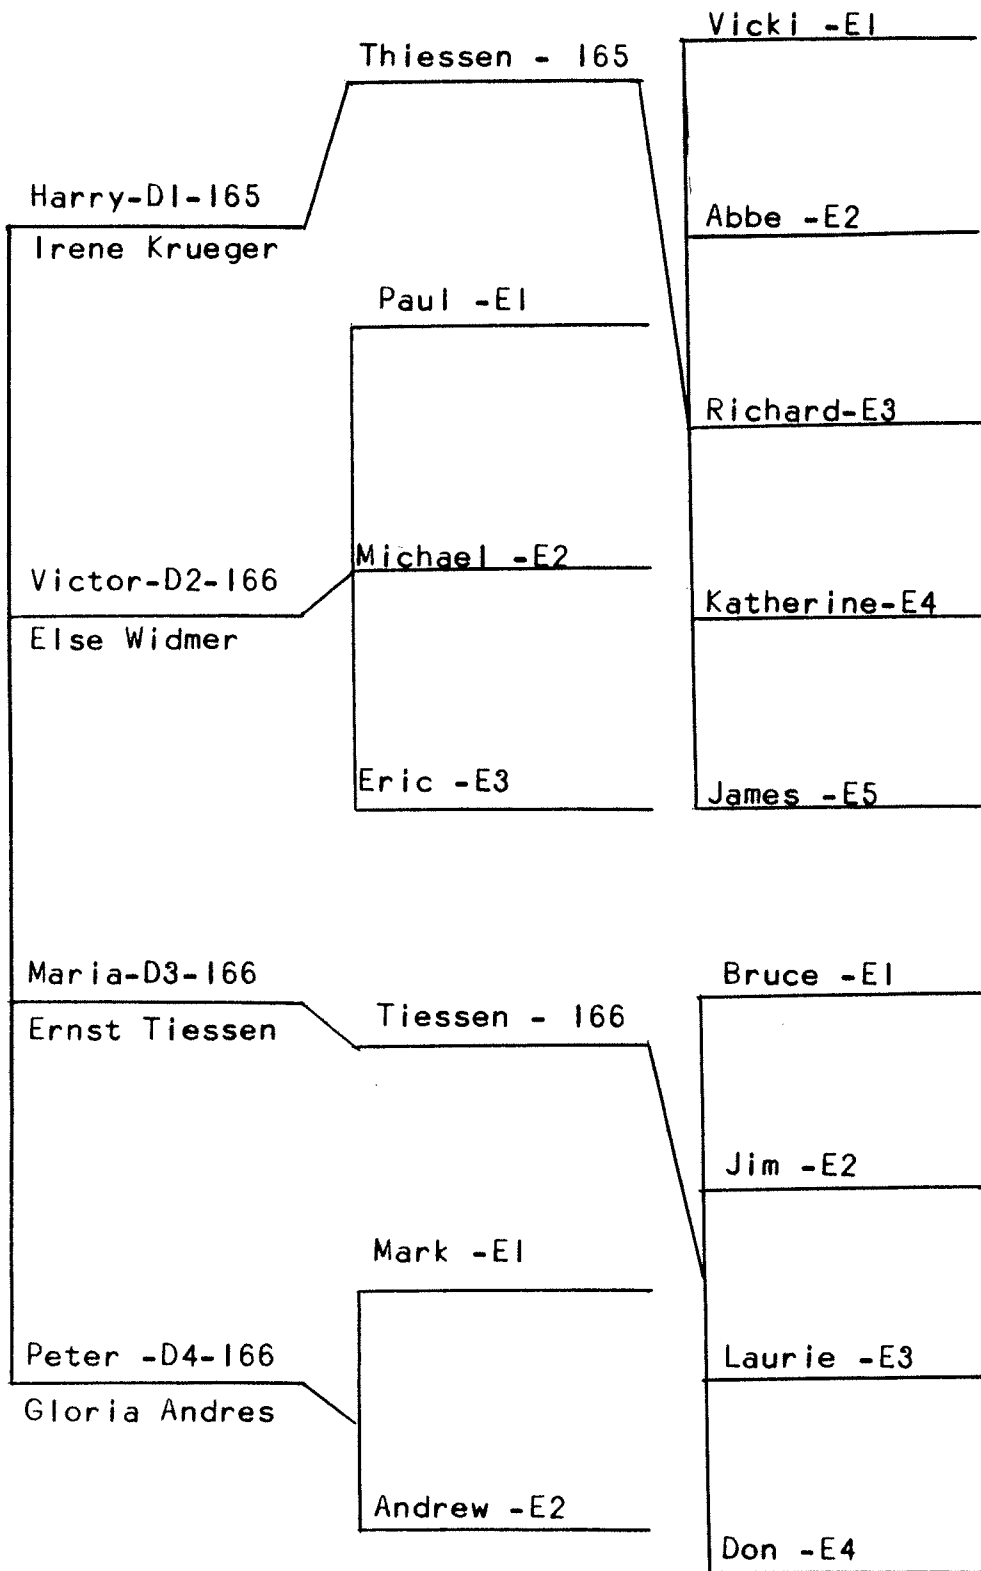 Harry-D1-165
Irene Krueger
Victor-D2-166
Else Widmer
Maria-D3-166
Ernst Tiessen
Peter -D4-166
Gloria Andres
Thiessen - 165
Paul -E1
Michael -E2
Eric -E3
Tiessen - 166
Mark -E1
Andrew -E2
Vicki -E1
Abbe -E2
Richard-E3
Katherine-E4
James -E5
Bruce -E1
Jim -E2
Laurie -E3
Don -E4